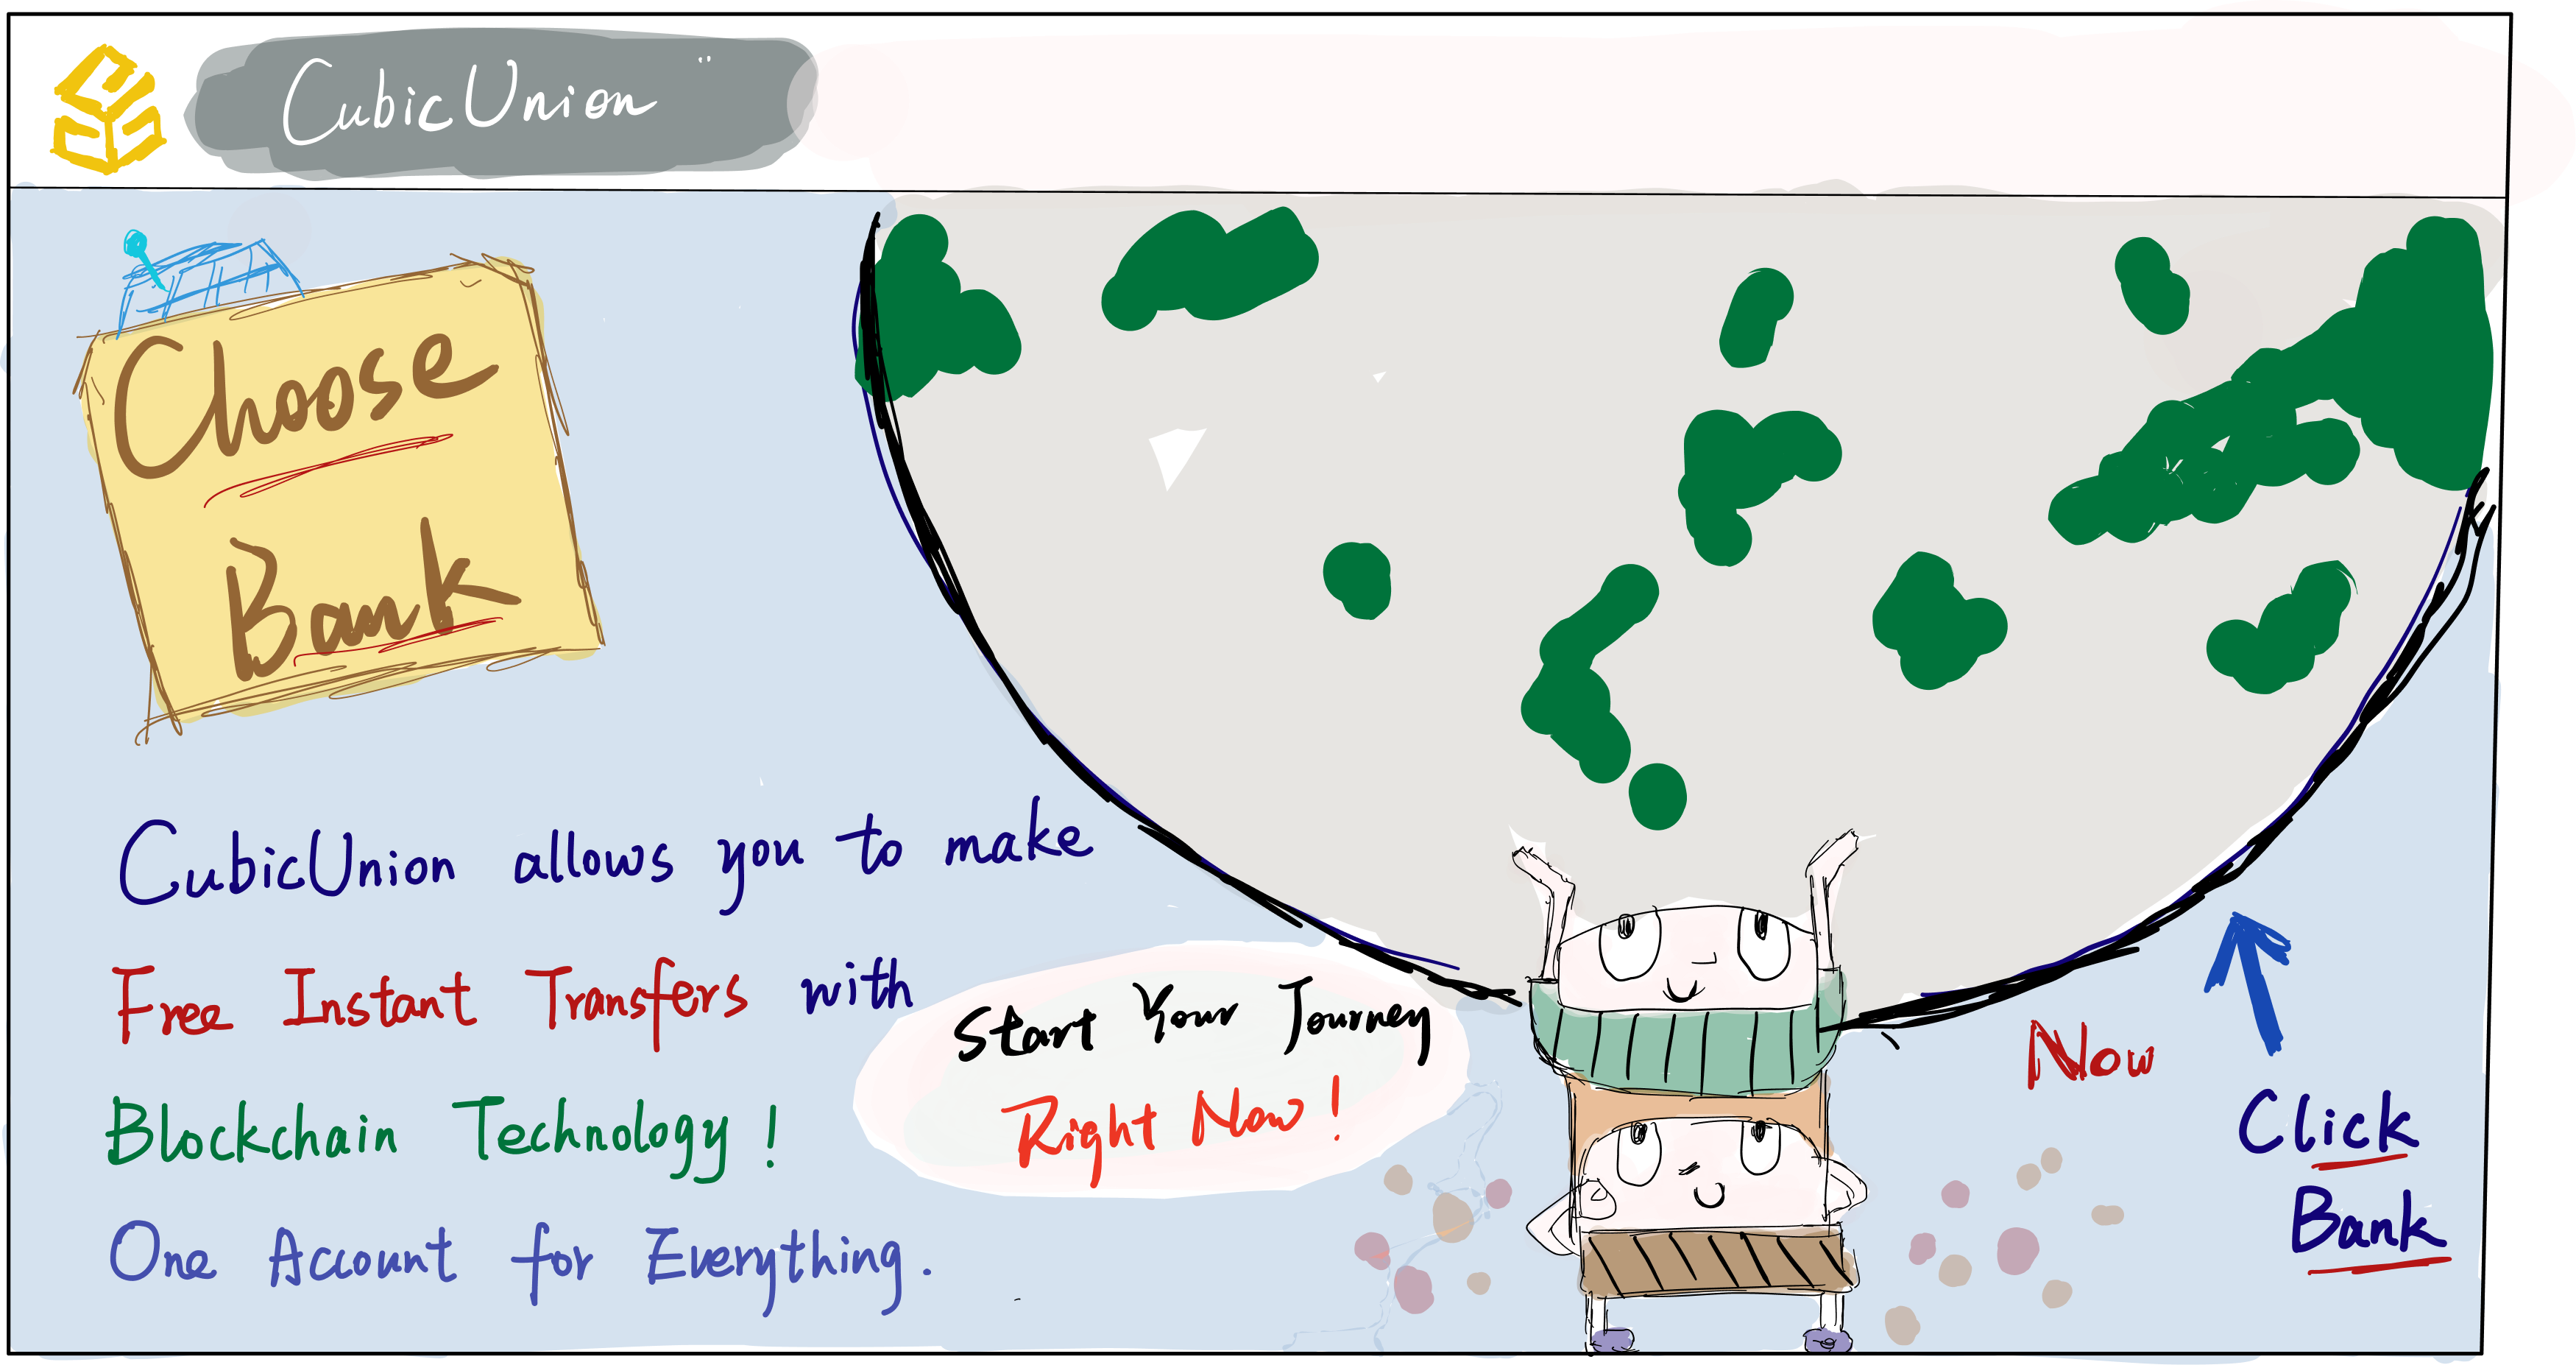 CubicUnion
Choose
Bank
CubicUnion allows you to make
Free Instant Transfers with
Blockchain Technology!
One Account for Everything.
Start Your Journey
Right Now!
Now
Click
Bank